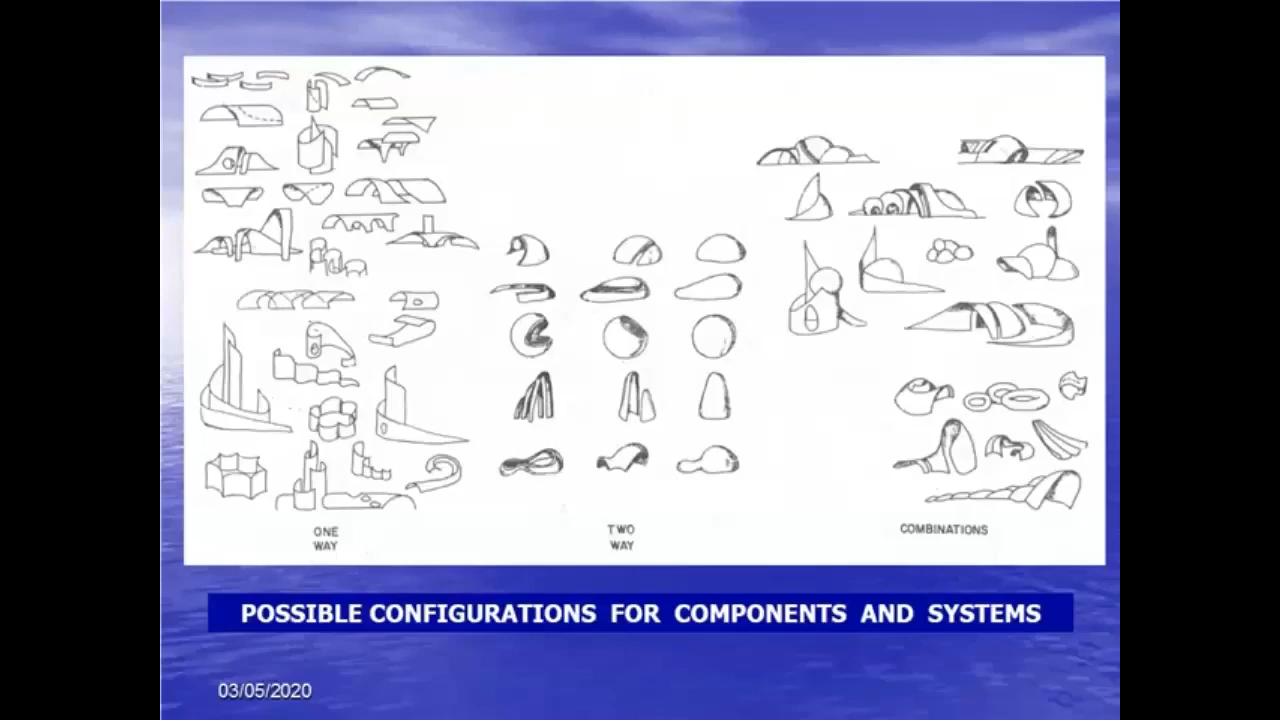 ONE
WAY
TWO
WAY
COMBINATIONS
POSSIBLE CONFIGURATIONS FOR COMPONENTS AND SYSTEMS
03/05/2020